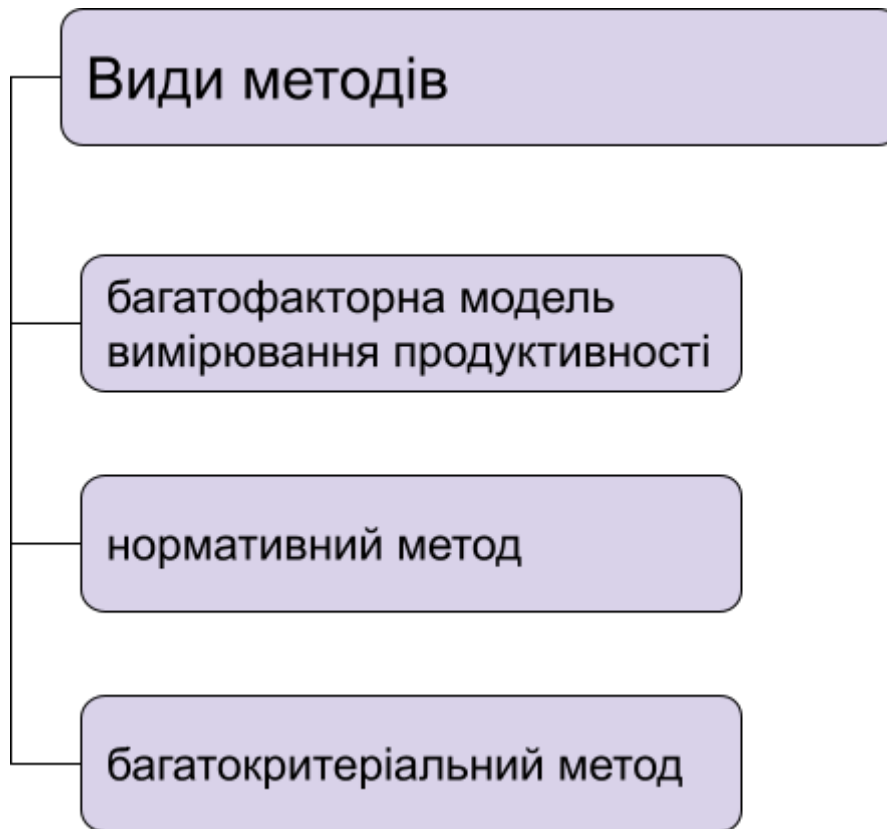 Види методів
багатофакторна модель
вимірювання продуктивності
нормативний метод
багатокритеріальний метод